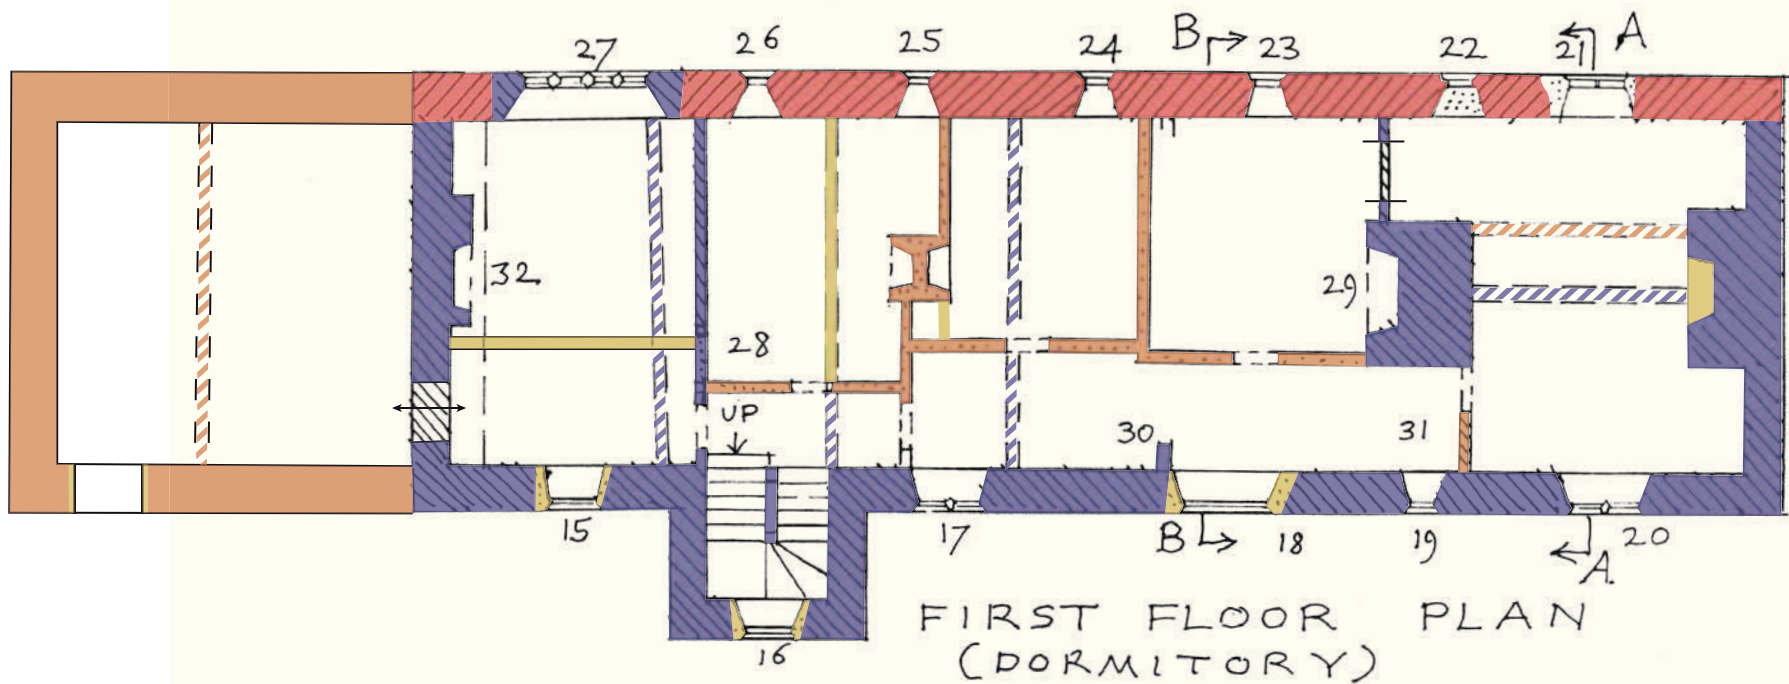 27 26 25 24 B 23 22 21 A
32 29
28
UP 30 31
15 17 B 18 19 A 20
16
FIRST FLOOR PLAN
(DORMITORY)